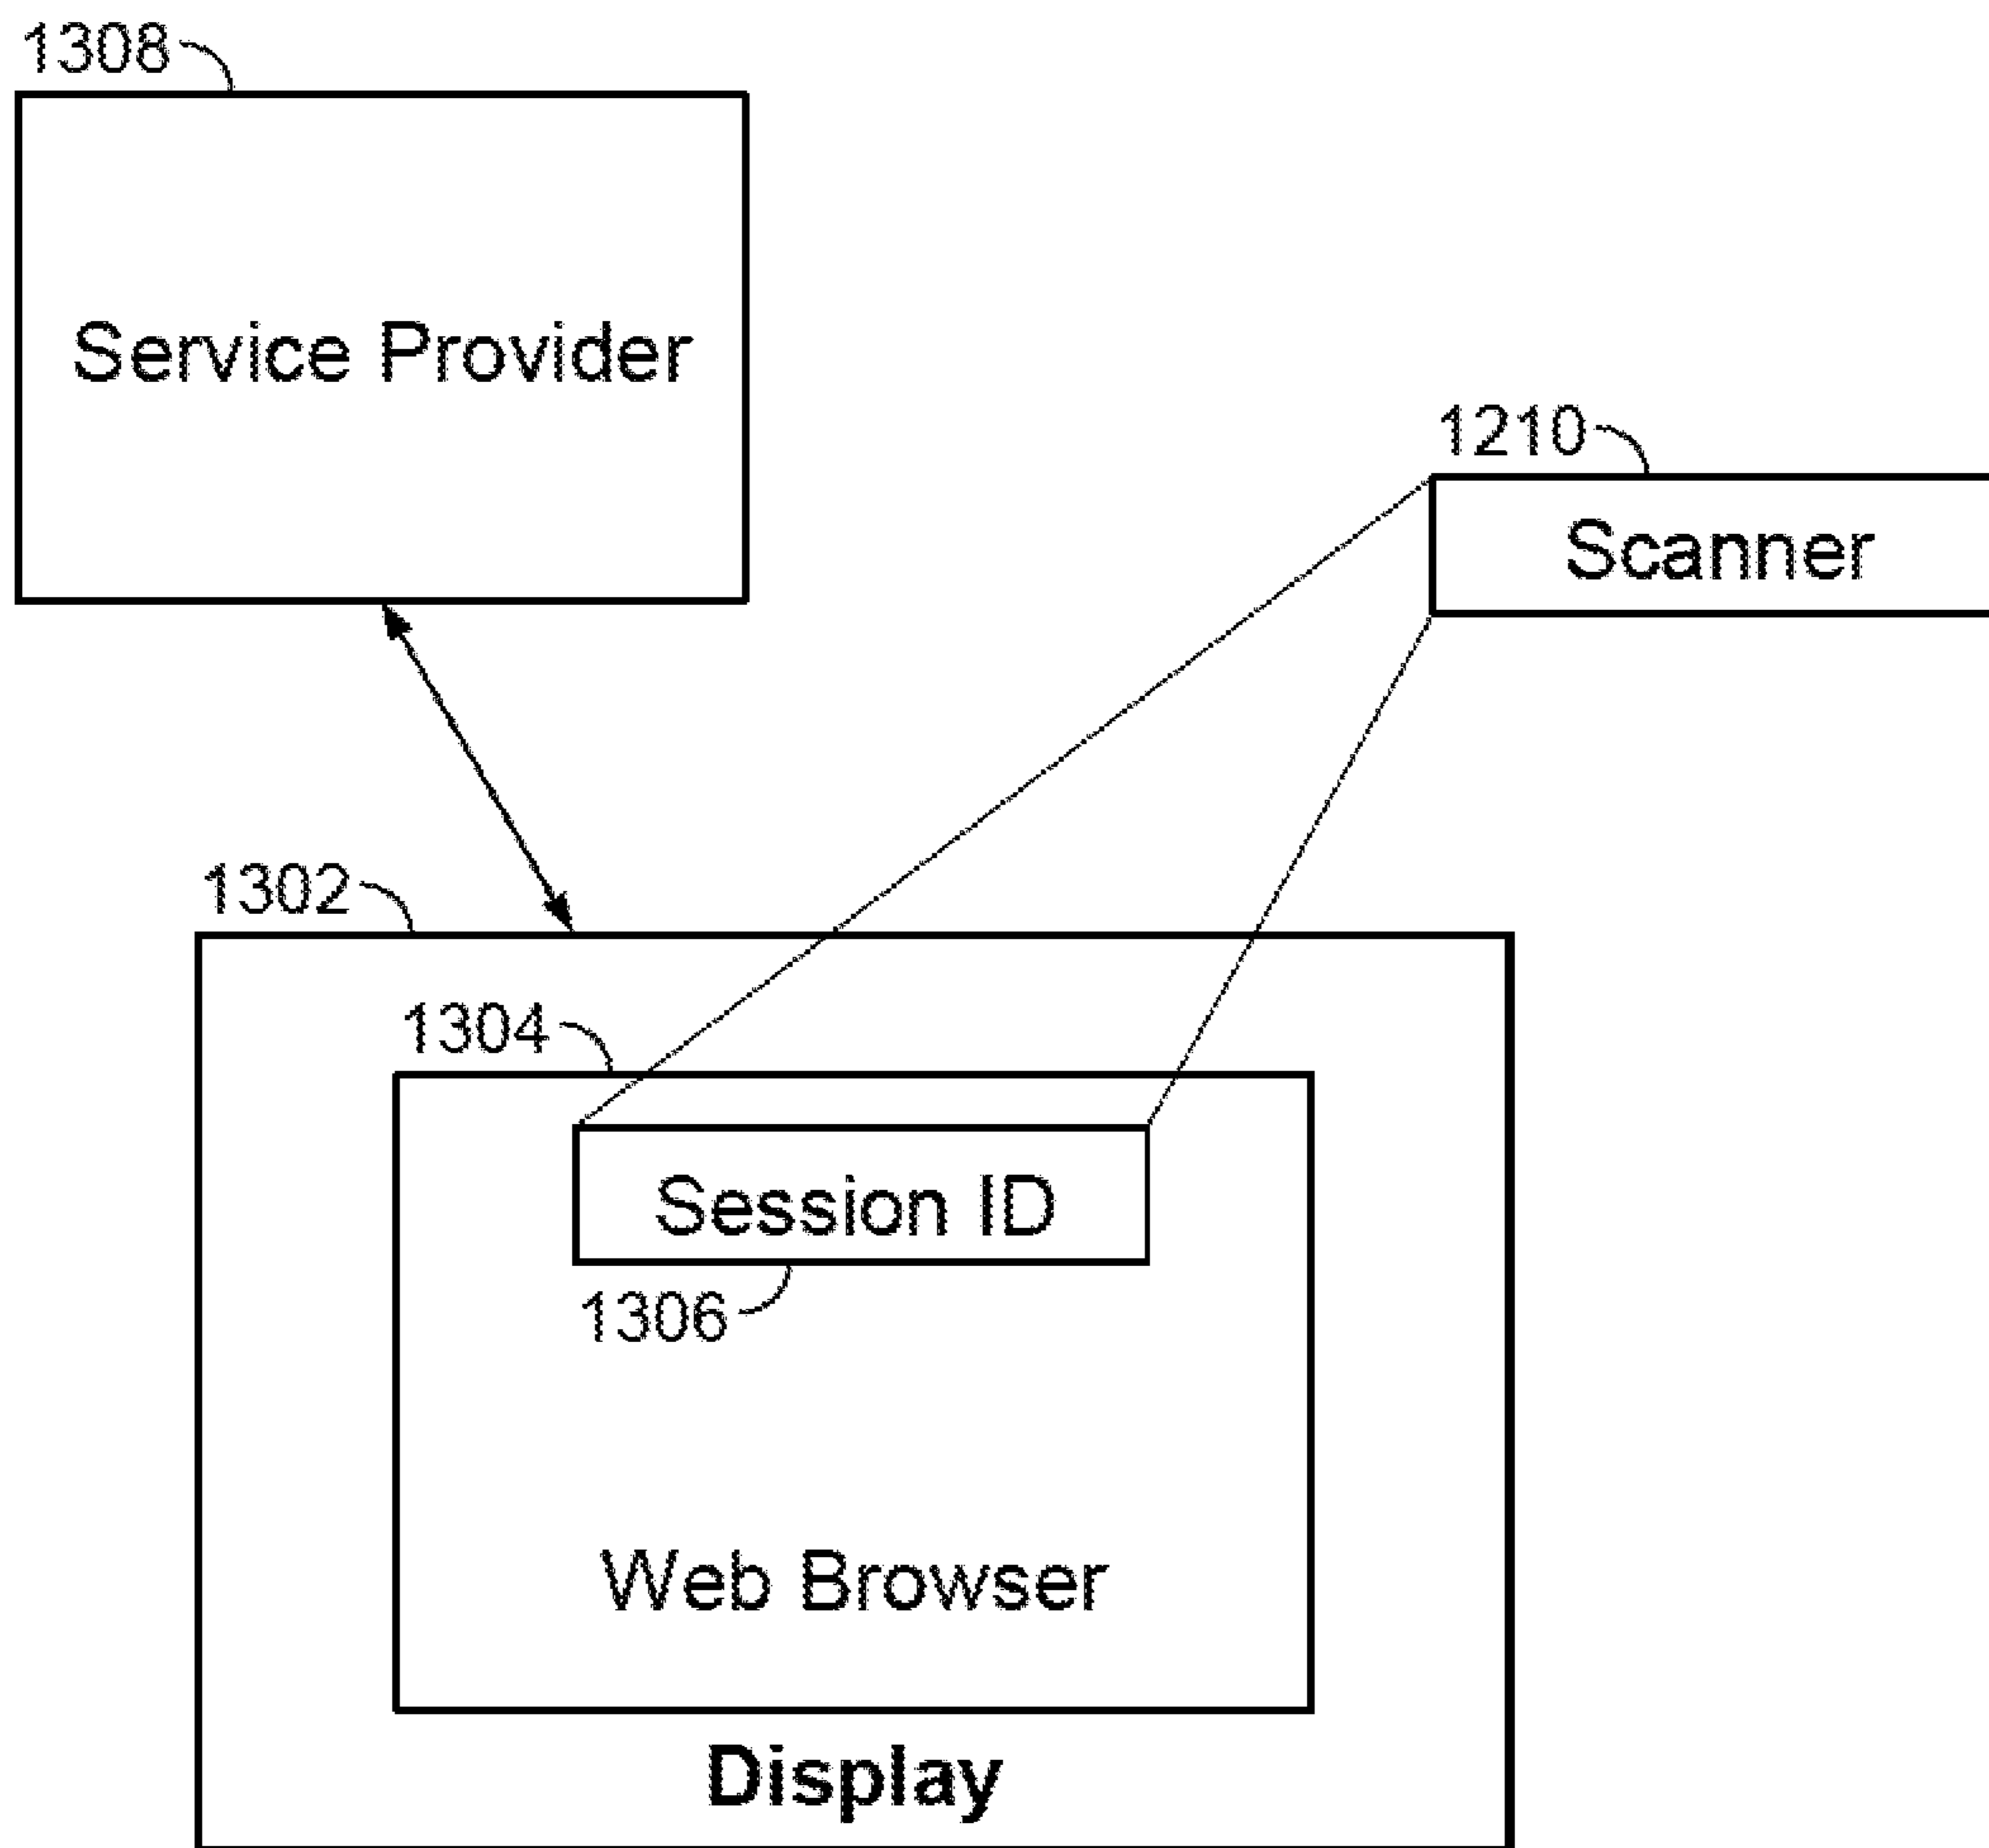 1308
Service Provider
1210
Scanner
1302
1304
Session ID
1306
Web Browser
Display